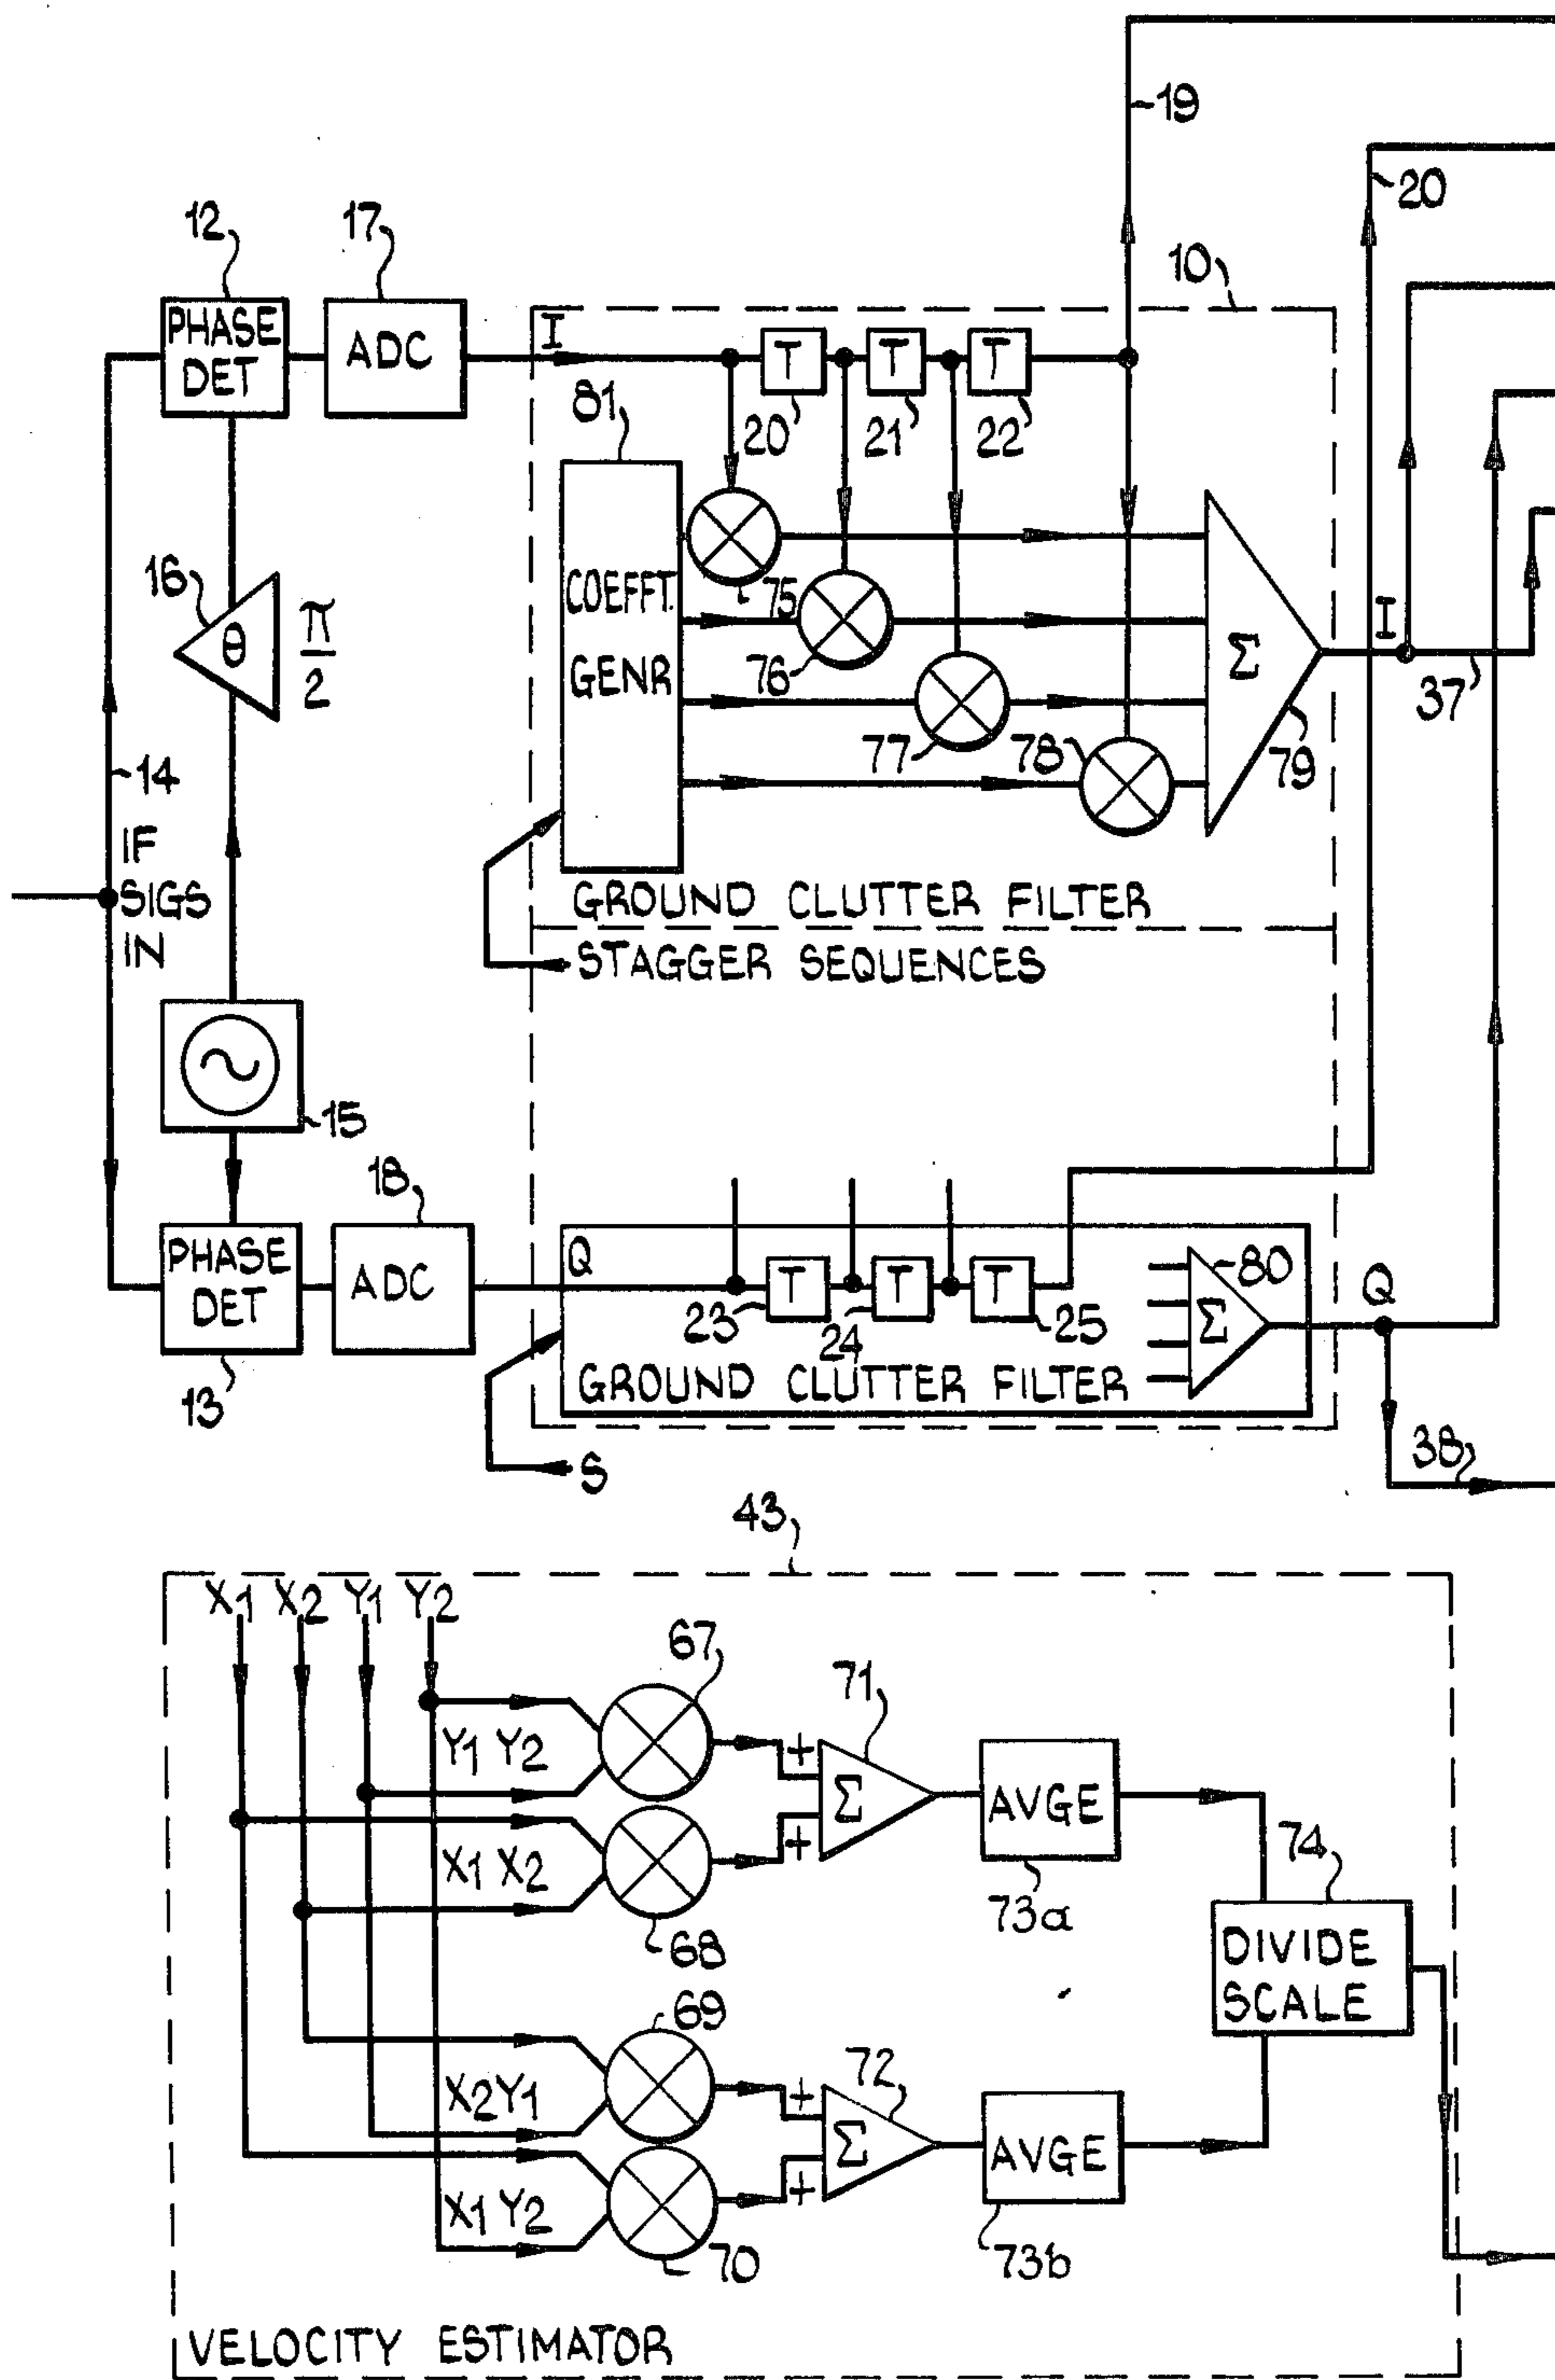 19
20
12
17
10
PHASE
DET
ADC
I
T
T
T
20
21
22
81
COEFFT.
GENR
75
76
77
78
Σ
79
I
37
16
θ
π
2
14
IF
SIGS
IN
GROUND CLUTTER FILTER
STAGGER SEQUENCES
15
18
PHASE
DET
ADC
13
Q
T
T
T
23
24
25
80
Σ
Q
GROUND CLUTTER FILTER
S
38
43
X1 X2 Y1 Y2
67
Y1 Y2
+
71
Σ
AVGE
73a
X1 X2
+
68
74
DIVIDE
SCALE
69
X2Y1
+
72
Σ
AVGE
73b
X1 Y2
+
70
VELOCITY ESTIMATOR